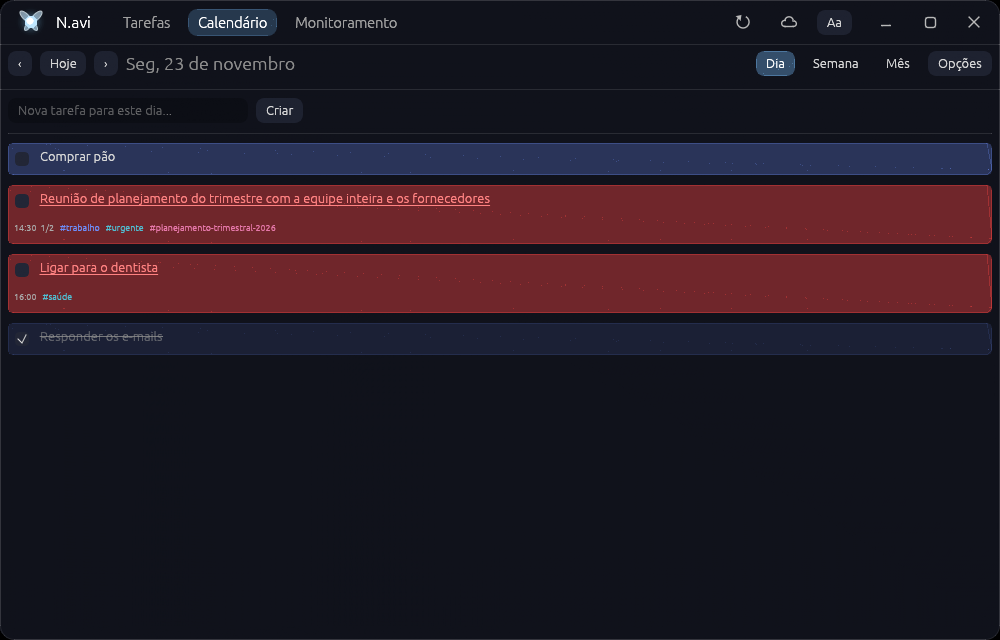 N.avi Tarefas Calendário Monitoramento Aa
‹ Hoje › Seg, 23 de novembro Dia Semana Mês Opções
Nova tarefa para este dia... Criar
Comprar pão
Reunião de planejamento do trimestre com a equipe inteira e os fornecedores
14:30 1/2 #trabalho #urgente #planejamento-trimestral-2026
Ligar para o dentista
16:00 #saúde
Responder os e-mails